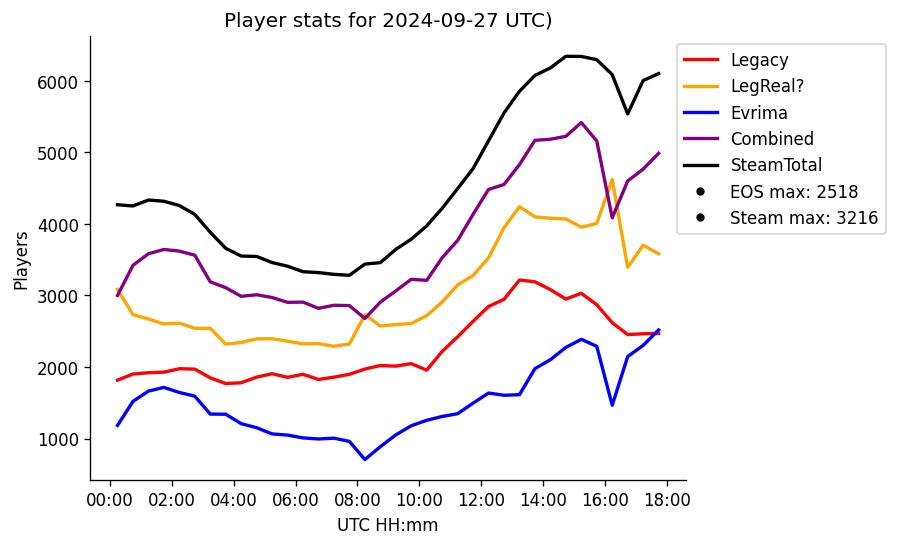 Player stats for 2024-09-27 UTC)
Legacy
LegReal?
Evrima
Combined
SteamTotal
EOS max: 2518
Steam max: 3216
Players
6000
5000
4000
3000
2000
1000
00:00 02:00 04:00 06:00 08:00 10:00 12:00 14:00 16:00 18:00
UTC HH:mm